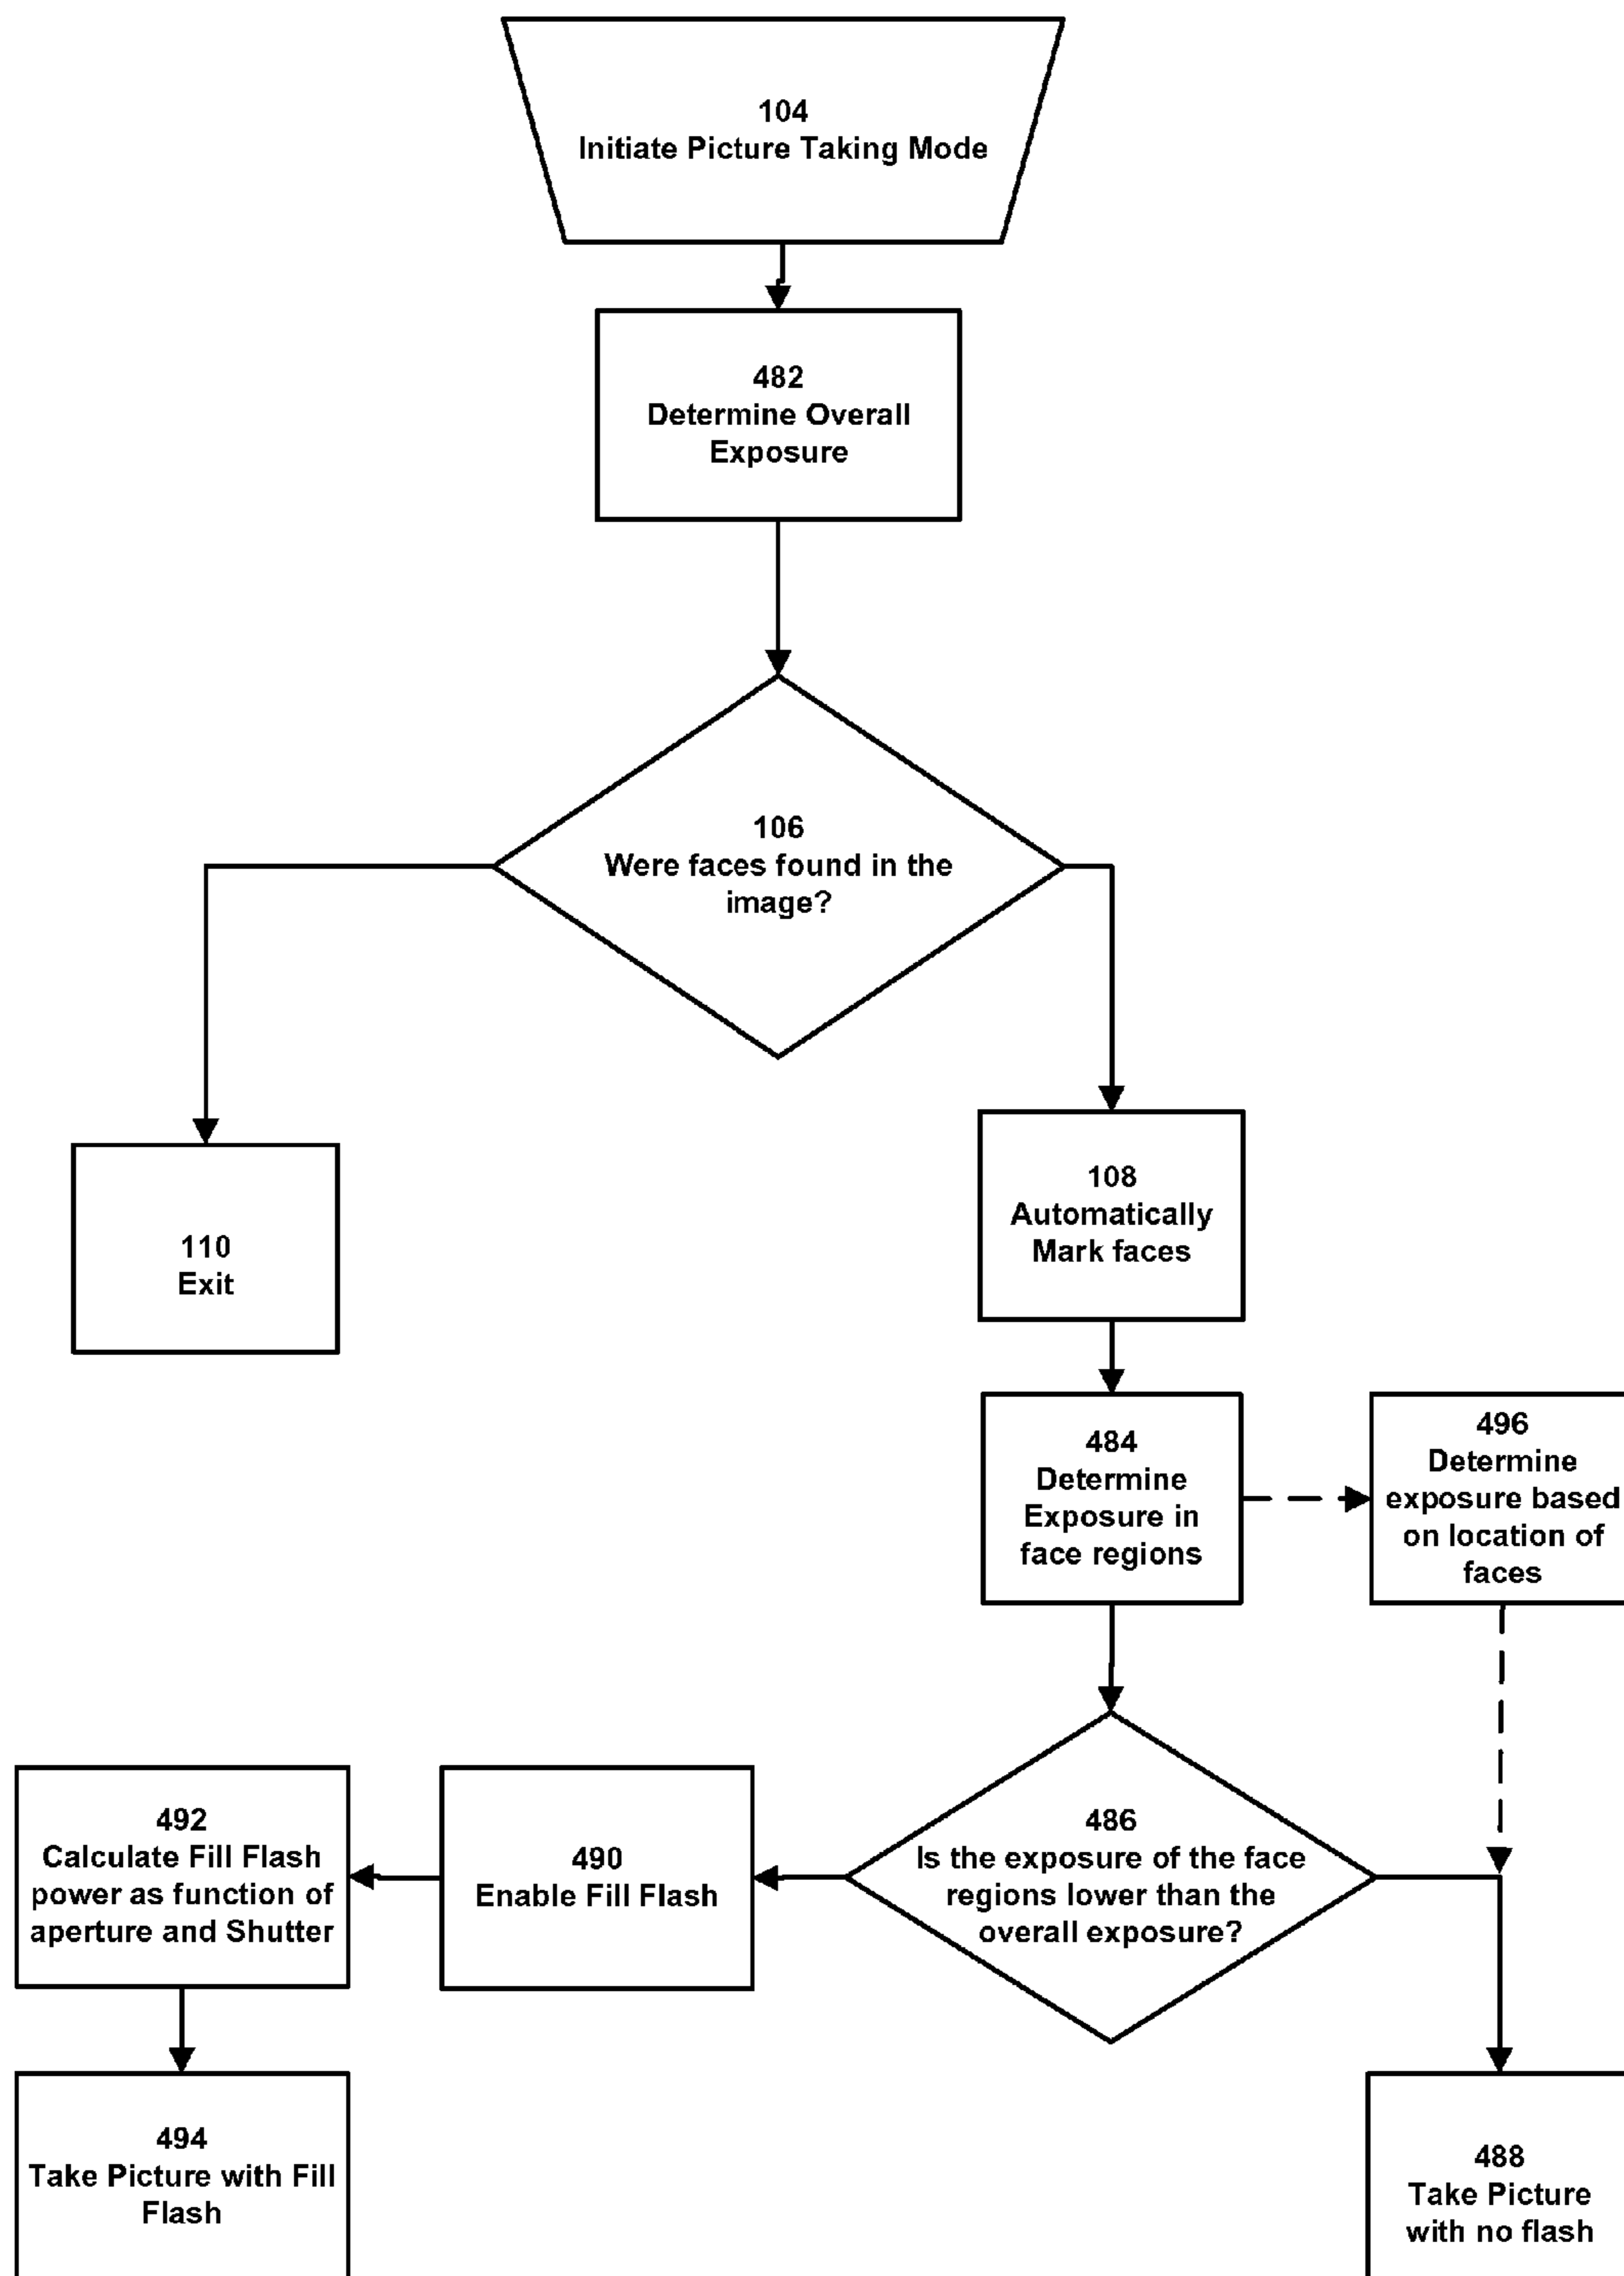 104
Initiate Picture Taking Mode
482
Determine Overall
Exposure
106
Were faces found in the
image?
110
Exit
108
Automatically
Mark faces
484
Determine
Exposure in
face regions
496
Determine
exposure based
on location of
faces
486
Is the exposure of the face
regions lower than the
overall exposure?
490
Enable Fill Flash
492
Calculate Fill Flash
power as function of
aperture and Shutter
494
Take Picture with Fill
Flash
488
Take Picture
with no flash